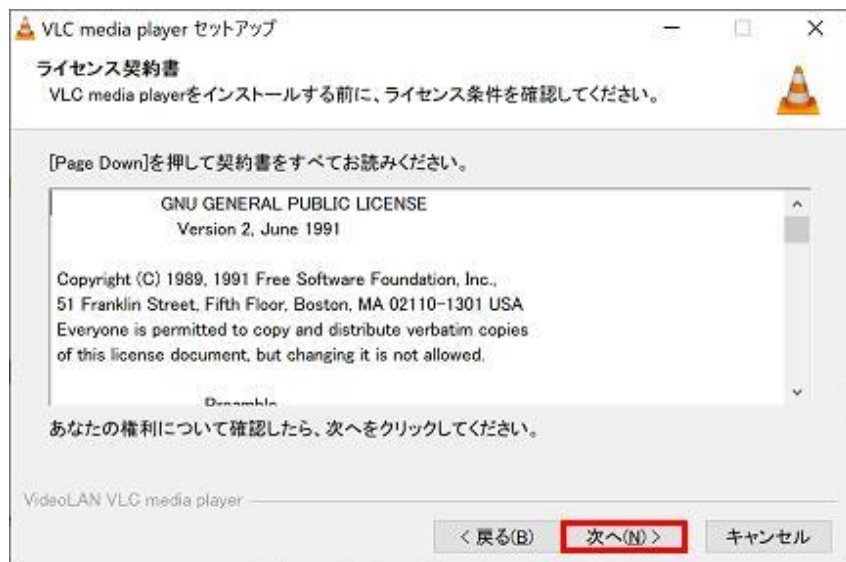 VLC media player セットアップ
ライセンス契約書
VLC media playerをインストールする前に、ライセンス条件を確認してください。
[Page Down]を押して契約書をすべてお読みください。
GNU GENERAL PUBLIC LICENSE
Version 2, June 1991
Copyright (C) 1989, 1991 Free Software Foundation, Inc.,
51 Franklin Street, Fifth Floor, Boston, MA 02110-1301 USA
Everyone is permitted to copy and distribute verbatim copies
of this license document, but changing it is not allowed.
Preamble
あなたの権利について確認したら、次へをクリックしてください。
VideoLAN VLC media player
< 戻る(B) 次へ(N) > キャンセル